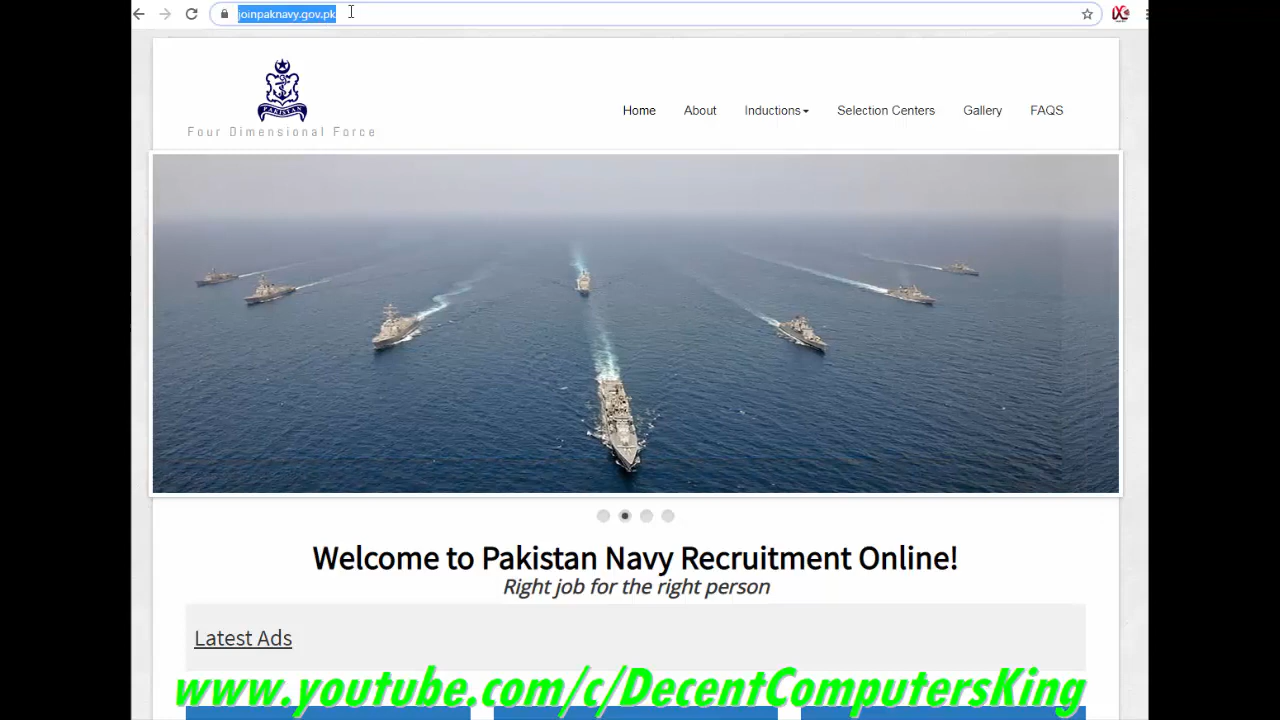 joinpaknavy.gov.pk
PAKISTAN
Four Dimensional Force
Home About Inductions Selection Centers Gallery FAQS
Welcome to Pakistan Navy Recruitment Online!
Right job for the right person
Latest Ads
www.youtube.com/c/DecentComputersKing